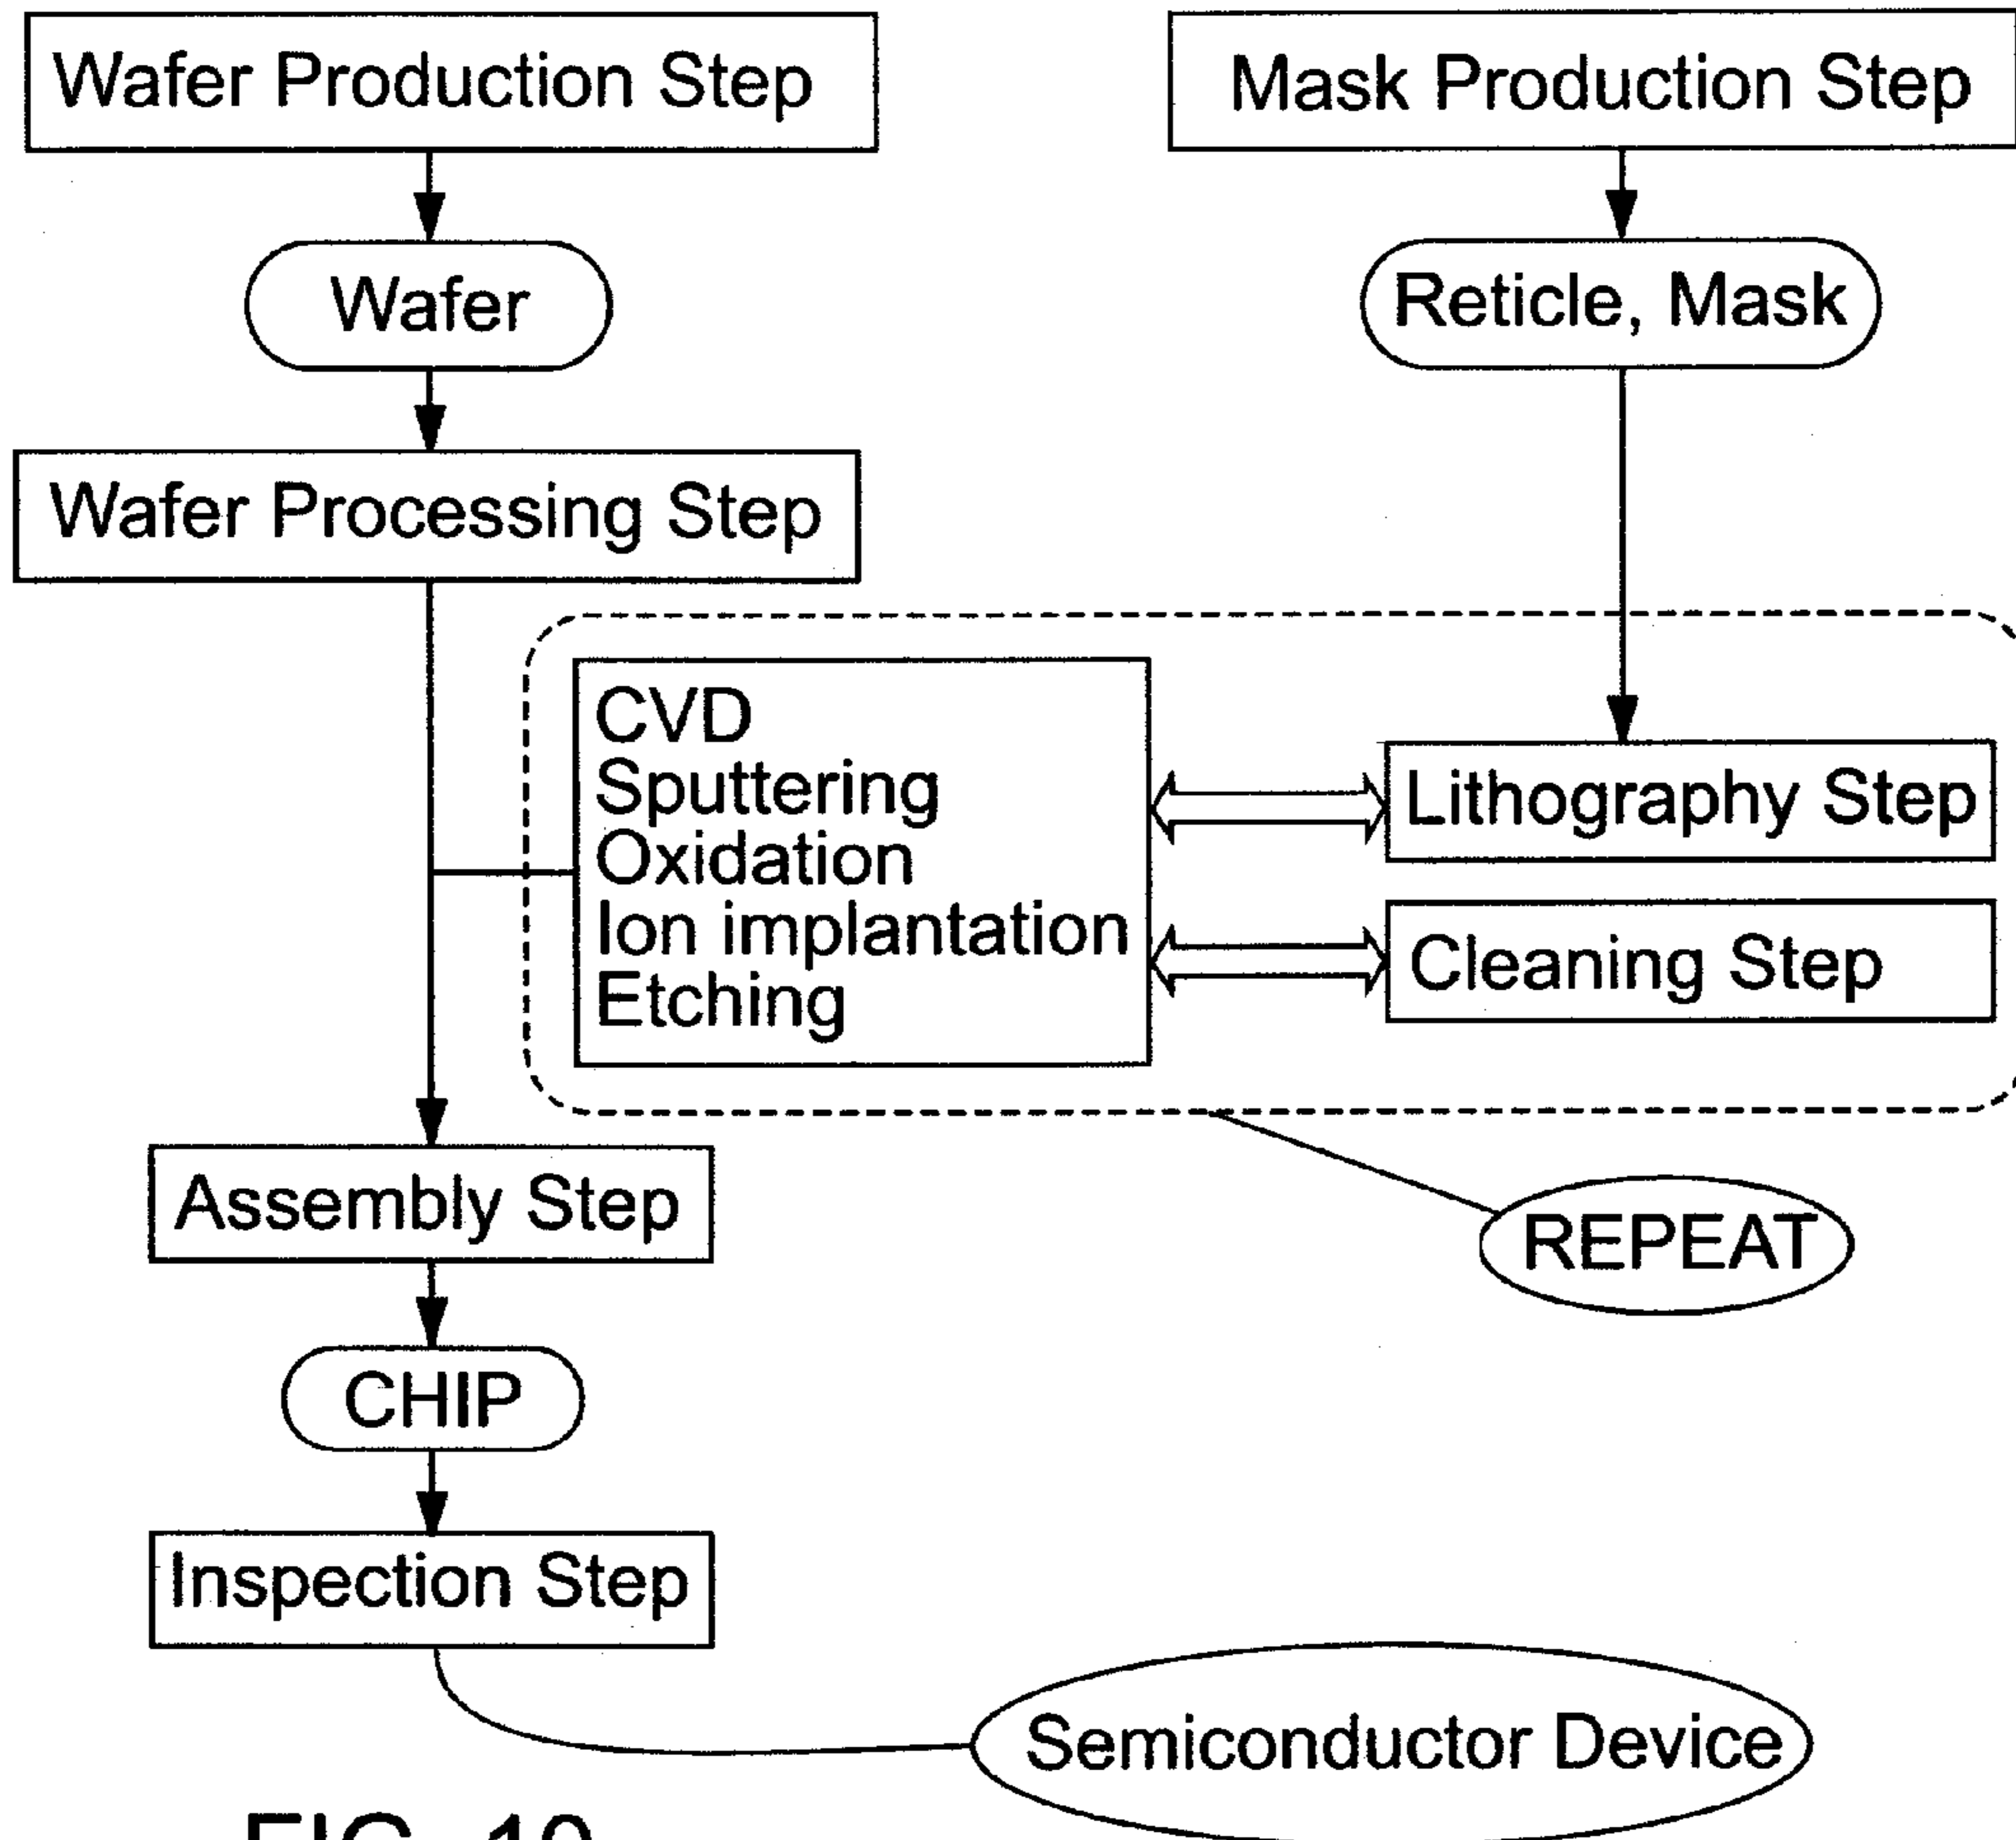 Wafer Production Step
Mask Production Step
Wafer
Reticle, Mask
Wafer Processing Step
CVD
Sputtering
Oxidation
Ion implantation
Etching
Lithography Step
Cleaning Step
Assembly Step
REPEAT
CHIP
Inspection Step
Semiconductor Device
FIG.